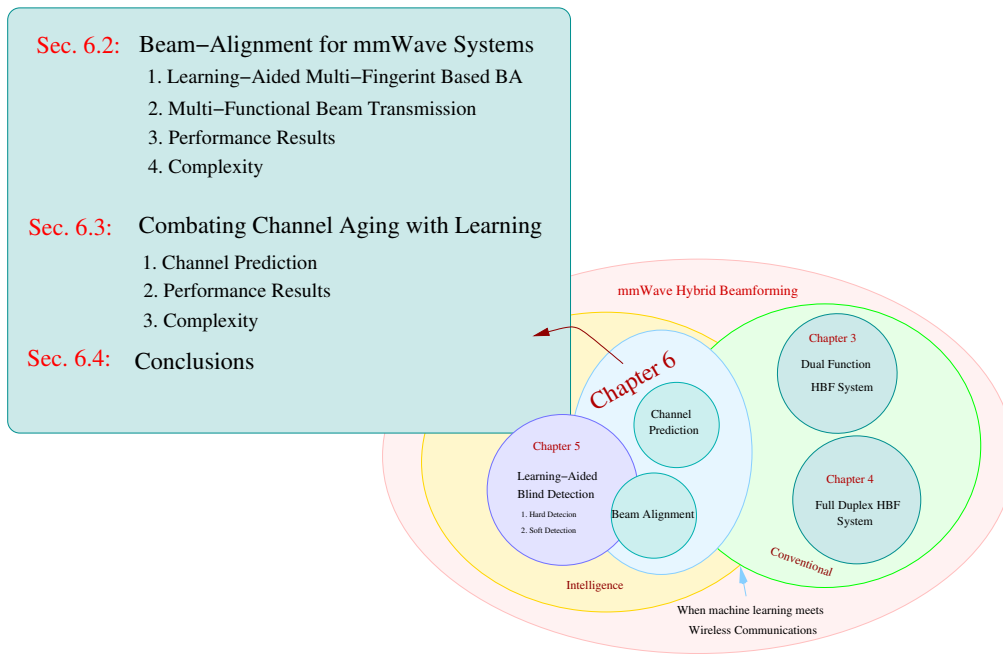 Sec. 6.2: Beam−Alignment for mmWave Systems
1. Learning−Aided Multi−Fingerint Based BA
2. Multi−Functional Beam Transmission
3. Performance Results
4. Complexity
Sec. 6.3: Combating Channel Aging with Learning
1. Channel Prediction
2. Performance Results
3. Complexity
Sec. 6.4: Conclusions
mmWave Hybrid Beamforming
Chapter 6
Channel
Prediction
Beam Alignment
Chapter 5
Learning−Aided
Blind Detection
1. Hard Detecion
2. Soft Detection
Intelligence
Chapter 3
Dual Function
HBF System
Chapter 4
Full Duplex HBF
System
Conventional
When machine learning meets
Wireless Communications